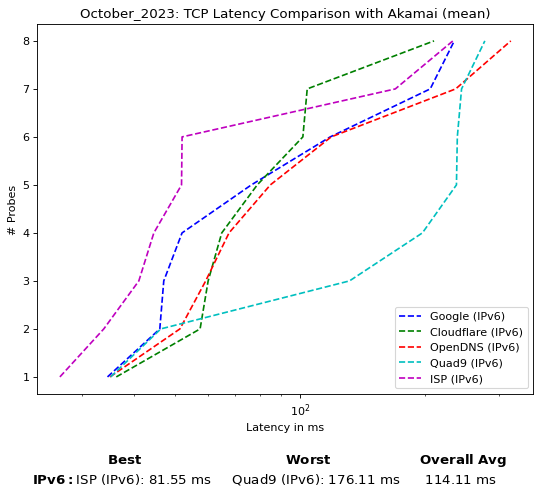 October_2023: TCP Latency Comparison with Akamai (mean)
8
7
6
5
4
3
2
1
# Probes
10²
Latency in ms
Google (IPv6)
Cloudflare (IPv6)
OpenDNS (IPv6)
Quad9 (IPv6)
ISP (IPv6)
Best Worst Overall Avg
IPv6: ISP (IPv6): 81.55 ms Quad9 (IPv6): 176.11 ms 114.11 ms